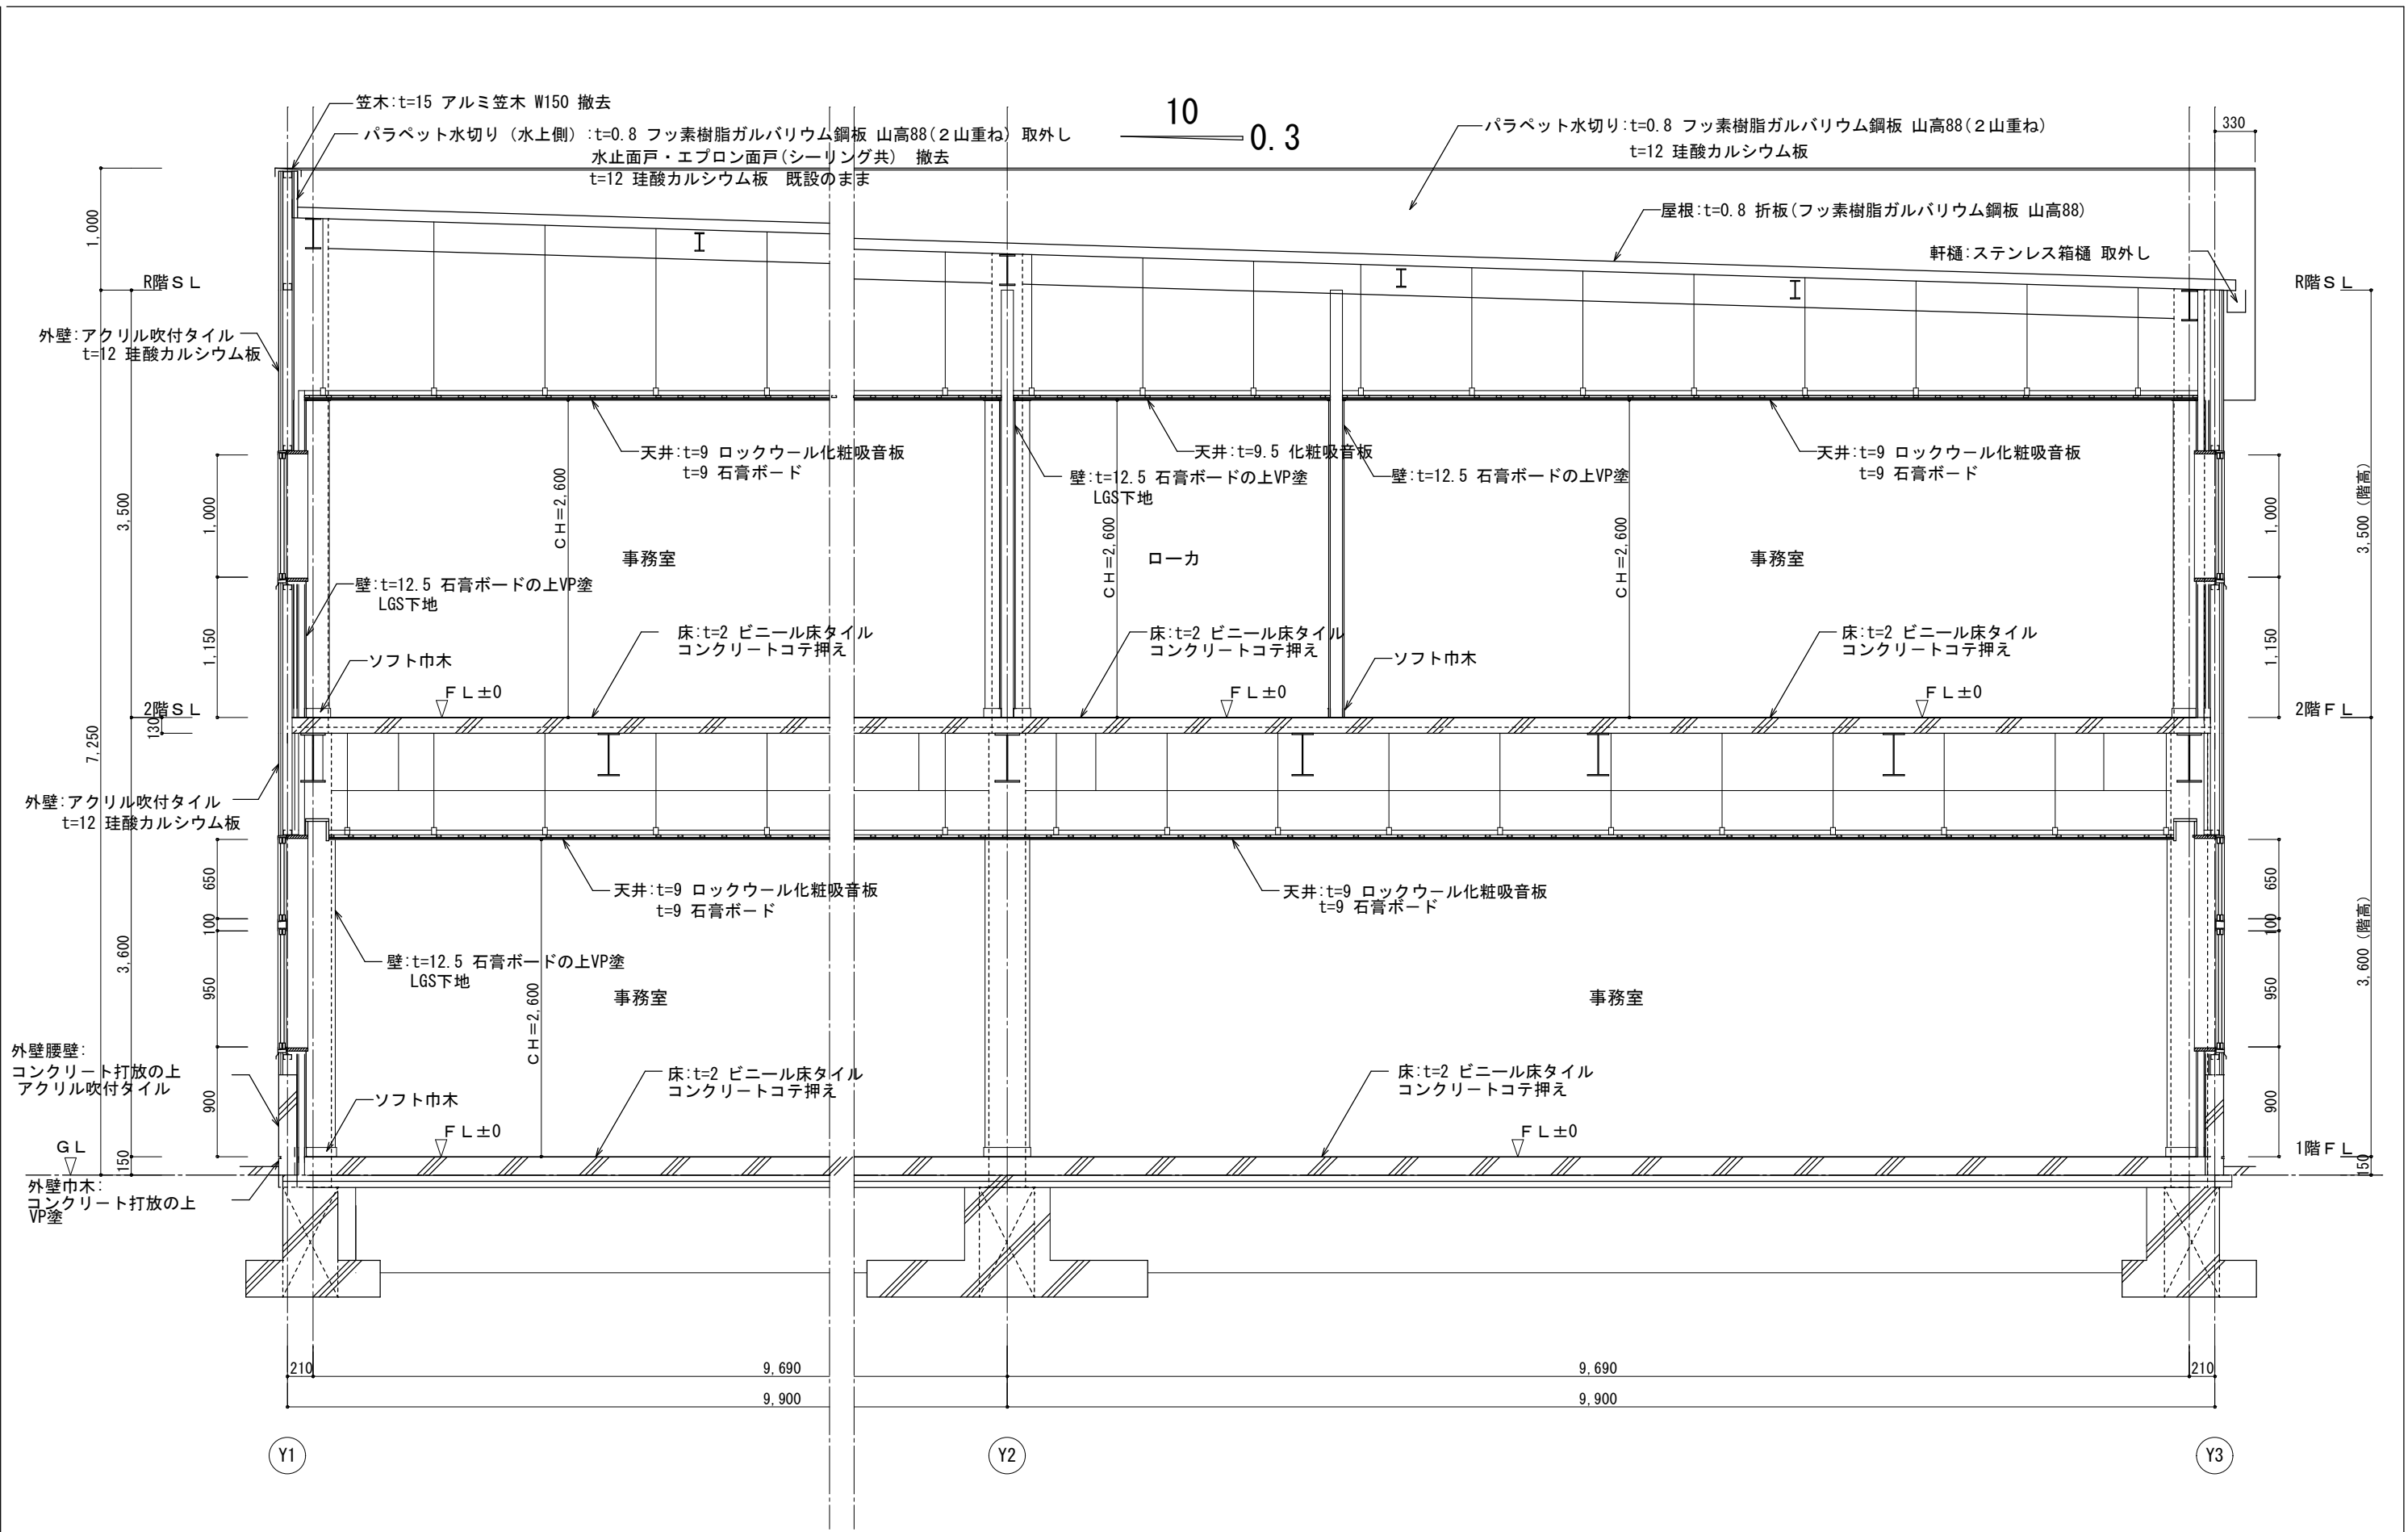 笠木:t=15 アルミ笠木 W150 撤去
パラペット水切り (水上側) :t=0.8 フッ素樹脂ガルバリウム鋼板 山高88(2山重ね) 取外し
水止面戸・エプロン面戸(シーリング共) 撤去
t=12 珪酸カルシウム板 既設のまま
10
0.3
パラペット水切り:t=0.8 フッ素樹脂ガルバリウム鋼板 山高88(2山重ね)
t=12 珪酸カルシウム板
330
屋根:t=0.8 折板(フッ素樹脂ガルバリウム鋼板 山高88)
軒樋:ステンレス箱樋 取外し
1,000
R階SL
R階SL
外壁:アクリル吹付タイル
t=12 珪酸カルシウム板
天井:t=9 ロックウール化粧吸音板
t=9 石膏ボード
天井:t=9.5 化粧吸音板
天井:t=9 ロックウール化粧吸音板
t=9 石膏ボード
壁:t=12.5 石膏ボードの上VP塗
LGS下地
壁:t=12.5 石膏ボードの上VP塗
3,500
1,000
CH=2,600
CH=2,600
CH=2,600
1,000
3,500 (階高)
事務室
ローカ
事務室
壁:t=12.5 石膏ボードの上VP塗
LGS下地
1,150
1,150
床:t=2 ビニール床タイル
コンクリートコテ押え
床:t=2 ビニール床タイル
コンクリートコテ押え
床:t=2 ビニール床タイル
コンクリートコテ押え
ソフト巾木
ソフト巾木
FL±0
FL±0
FL±0
2階SL
2階FL
130
7,250
外壁:アクリル吹付タイル
t=12 珪酸カルシウム板
650
650
天井:t=9 ロックウール化粧吸音板
t=9 石膏ボード
天井:t=9 ロックウール化粧吸音板
t=9 石膏ボード
100
100
3,600
3,600 (階高)
壁:t=12.5 石膏ボードの上VP塗
LGS下地
950
950
事務室
事務室
CH=2,600
外壁腰壁:
コンクリート打放の上
アクリル吹付タイル
床:t=2 ビニール床タイル
コンクリートコテ押え
床:t=2 ビニール床タイル
コンクリートコテ押え
ソフト巾木
900
900
FL±0
FL±0
GL
150
1階FL
150
外壁巾木:
コンクリート打放の上
VP塗
210
9,690
9,690
210
9,900
9,900
Y1
Y2
Y3